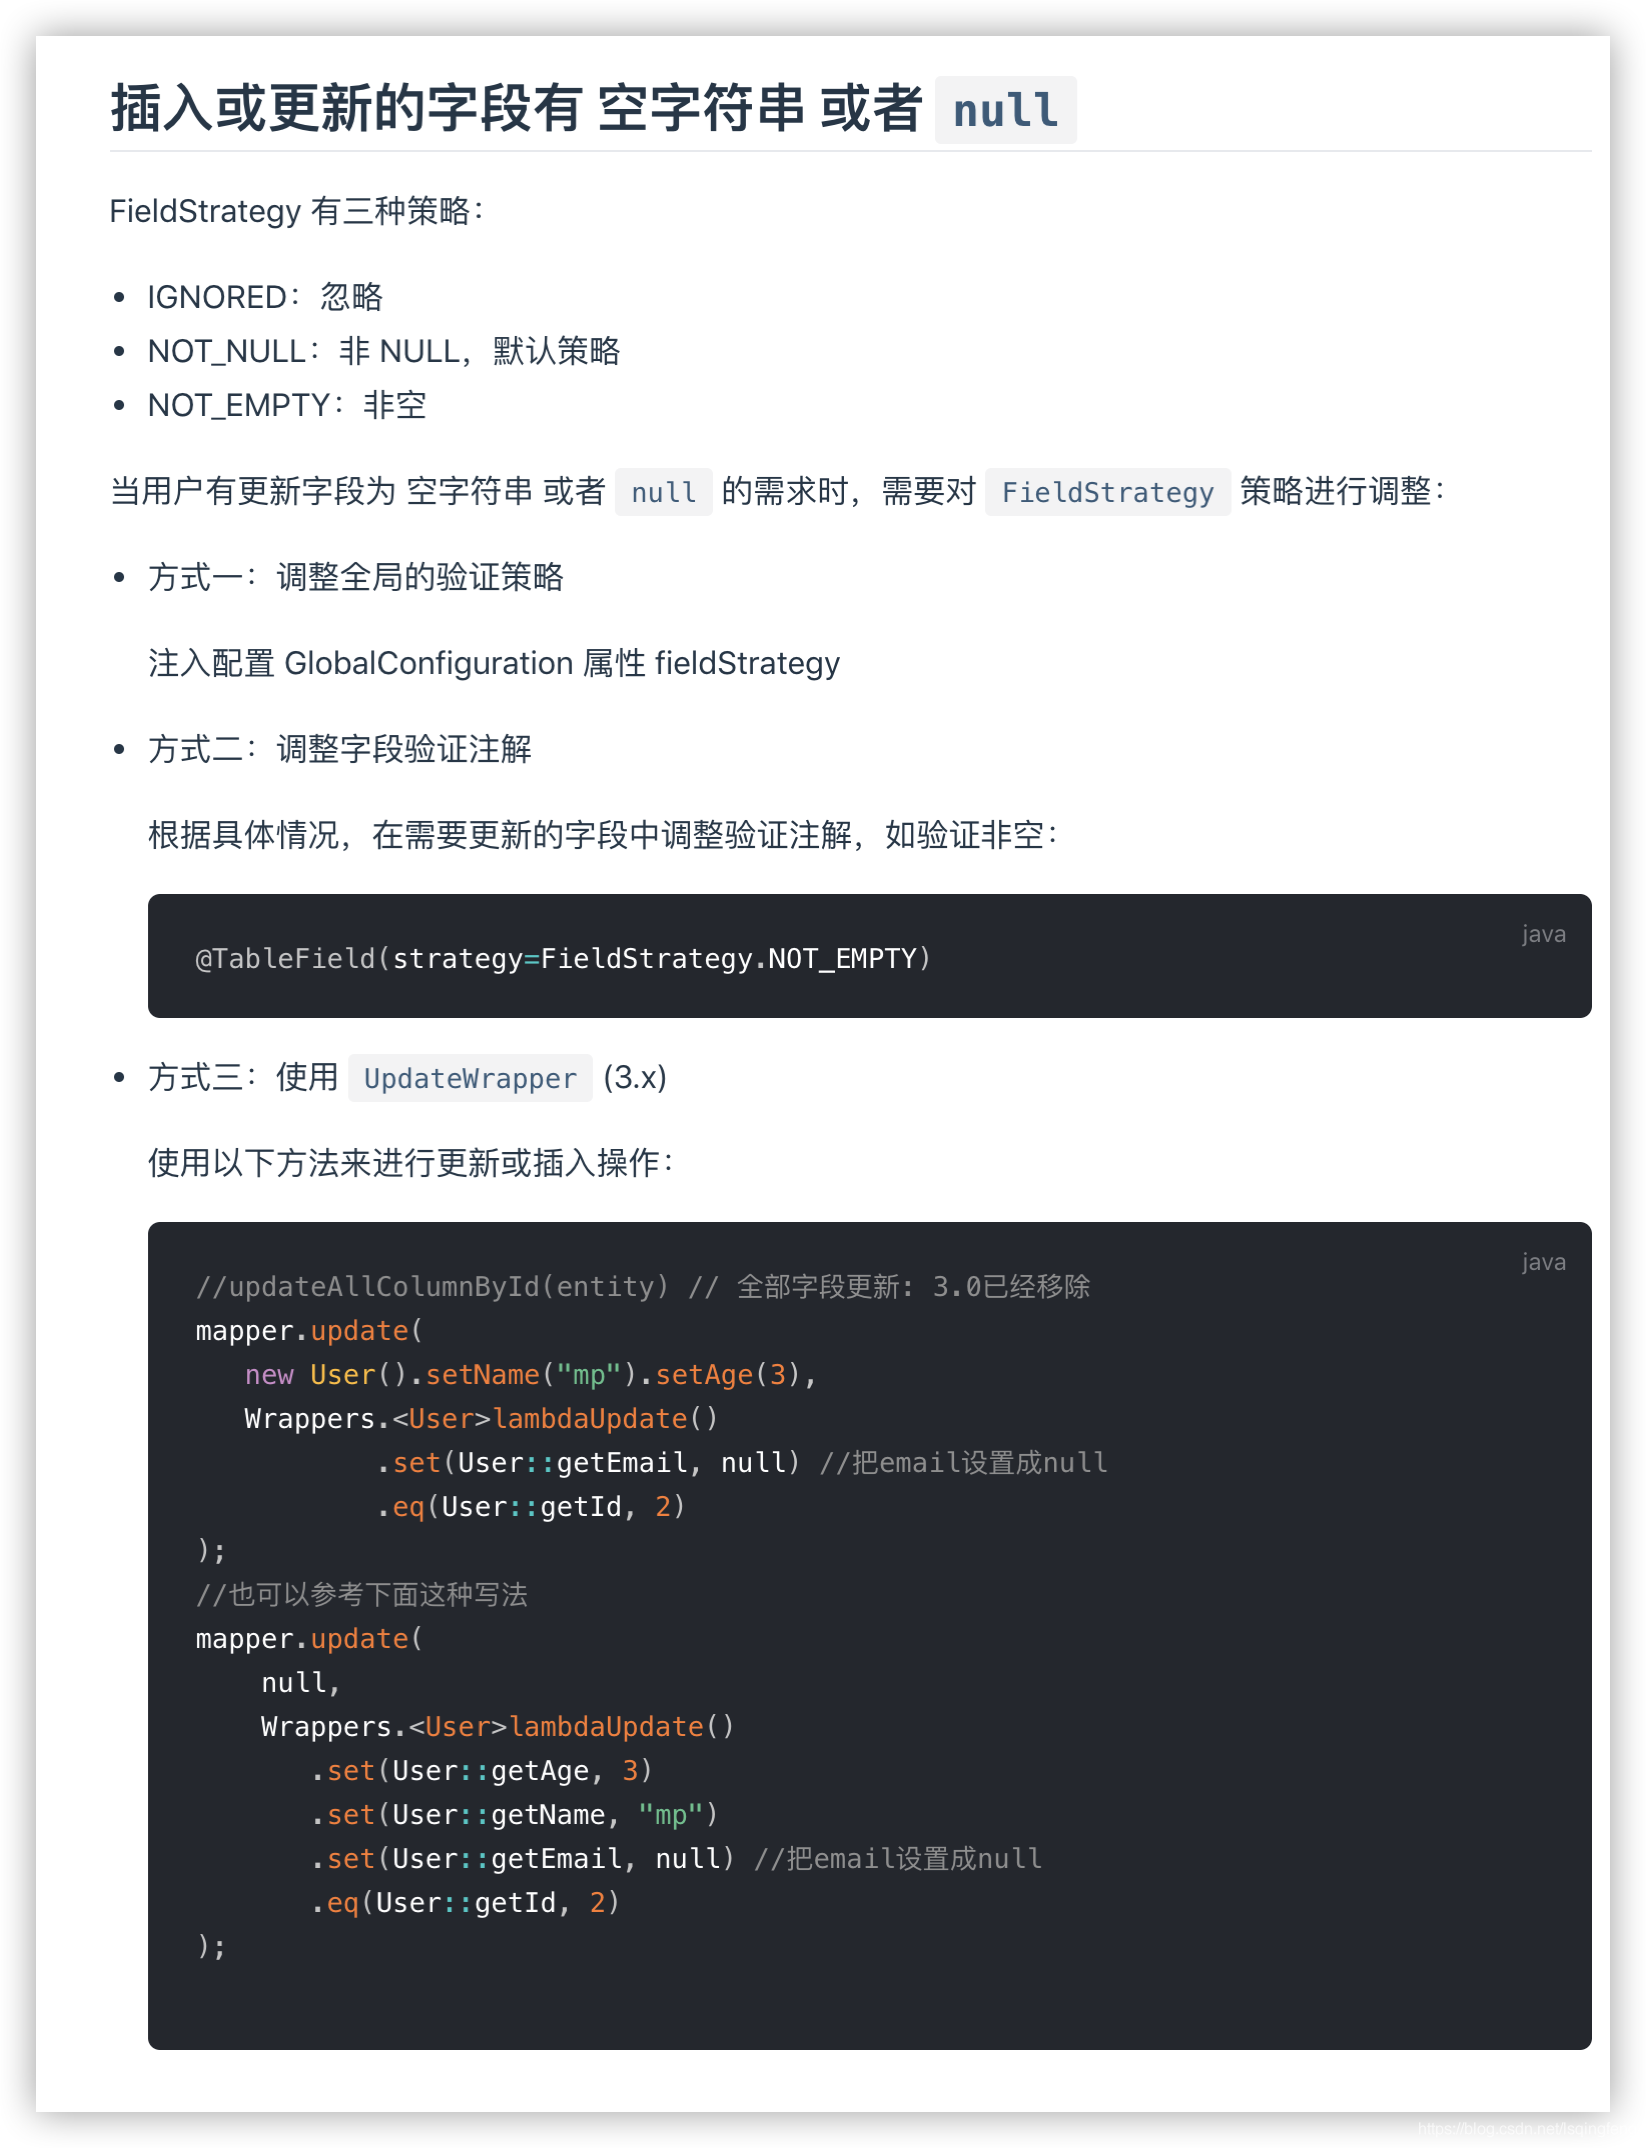 插入或更新的字段有 空字符串 或者 null
FieldStrategy 有三种策略：
• IGNORED：忽略
• NOT_NULL：非 NULL，默认策略
• NOT_EMPTY：非空
当用户有更新字段为 空字符串 或者 null 的需求时，需要对 FieldStrategy 策略进行调整：
• 方式一：调整全局的验证策略
注入配置 GlobalConfiguration 属性 fieldStrategy
• 方式二：调整字段验证注解
根据具体情况，在需要更新的字段中调整验证注解，如验证非空：
java
@TableField(strategy=FieldStrategy.NOT_EMPTY)
• 方式三：使用 UpdateWrapper (3.x)
使用以下方法来进行更新或插入操作：
java
//updateAllColumnById(entity) // 全部字段更新: 3.0已经移除
mapper.update(
   new User().setName("mp").setAge(3),
   Wrappers.<User>lambdaUpdate()
           .set(User::getEmail, null) //把email设置成null
           .eq(User::getId, 2)
);
//也可以参考下面这种写法
mapper.update(
    null,
    Wrappers.<User>lambdaUpdate()
       .set(User::getAge, 3)
       .set(User::getName, "mp")
       .set(User::getEmail, null) //把email设置成null
       .eq(User::getId, 2)
);